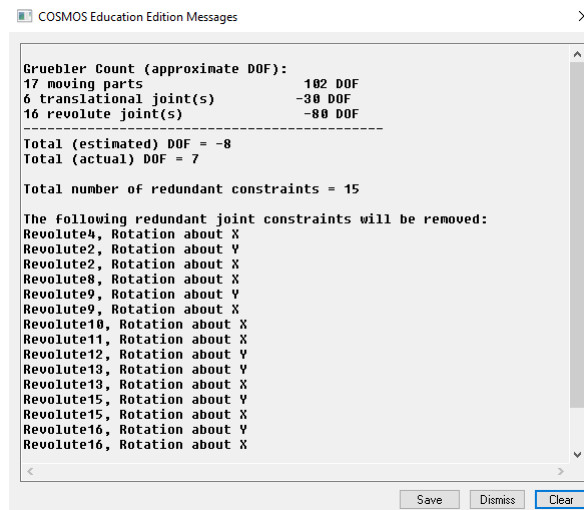 COSMOS Education Edition Messages
Gruebler Count (approximate DOF):
17 moving parts 102 DOF
6 translational joint(s) -30 DOF
16 revolute joint(s) -80 DOF
------------------------------------------------
Total (estimated) DOF = -8
Total (actual) DOF = 7
Total number of redundant constraints = 15
The following redundant joint constraints will be removed:
Revolute4, Rotation about X
Revolute2, Rotation about Y
Revolute2, Rotation about X
Revolute8, Rotation about X
Revolute9, Rotation about Y
Revolute9, Rotation about X
Revolute10, Rotation about X
Revolute11, Rotation about X
Revolute12, Rotation about Y
Revolute13, Rotation about Y
Revolute13, Rotation about X
Revolute15, Rotation about Y
Revolute15, Rotation about X
Revolute16, Rotation about Y
Revolute16, Rotation about X
Save Dismiss Clear